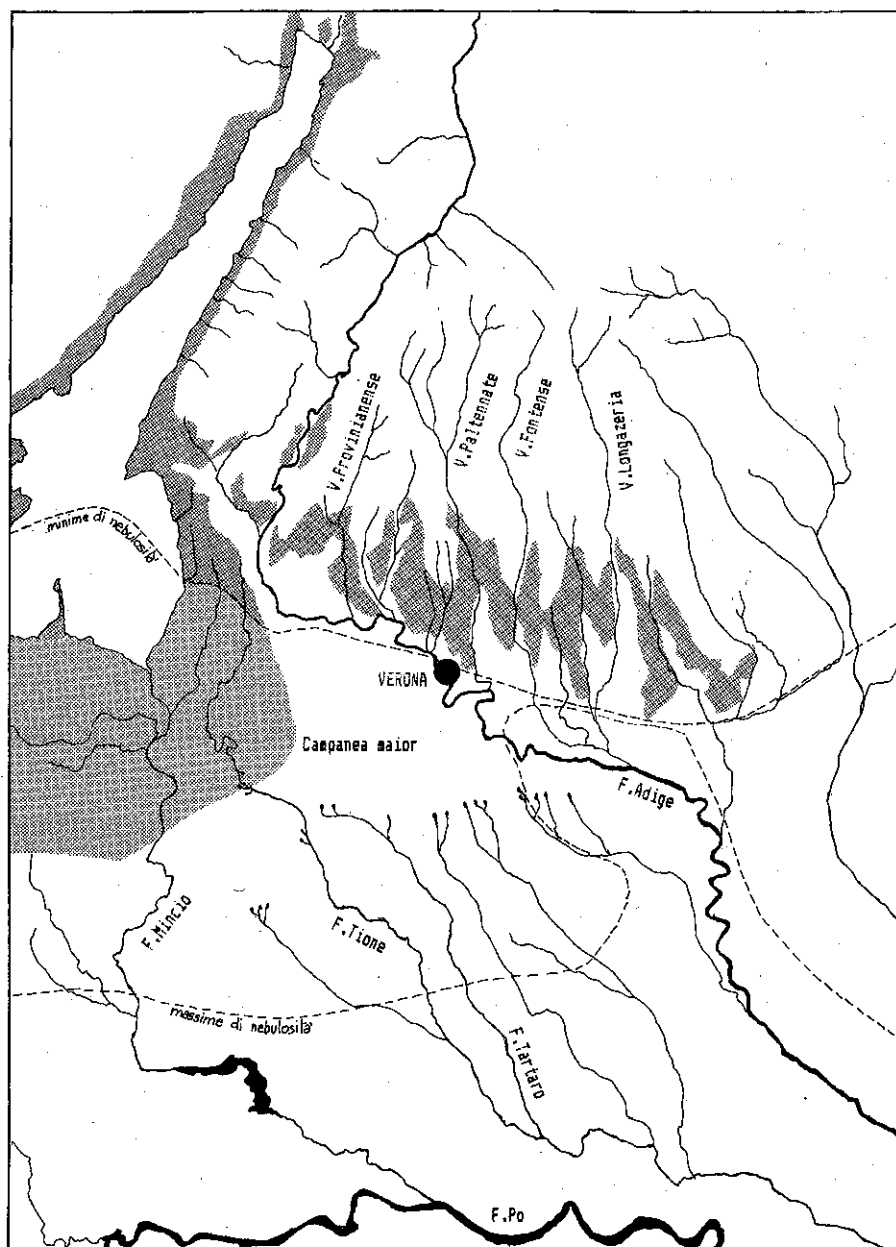 V.Provinianense
V.Paltennate
V.Fontense
V.Longazeria
minime di nebulosità
VERONA
Campanea maior
F.Adige
F.Mincio
F.Tione
massime di nebulosità
F.Tartaro
F.Po